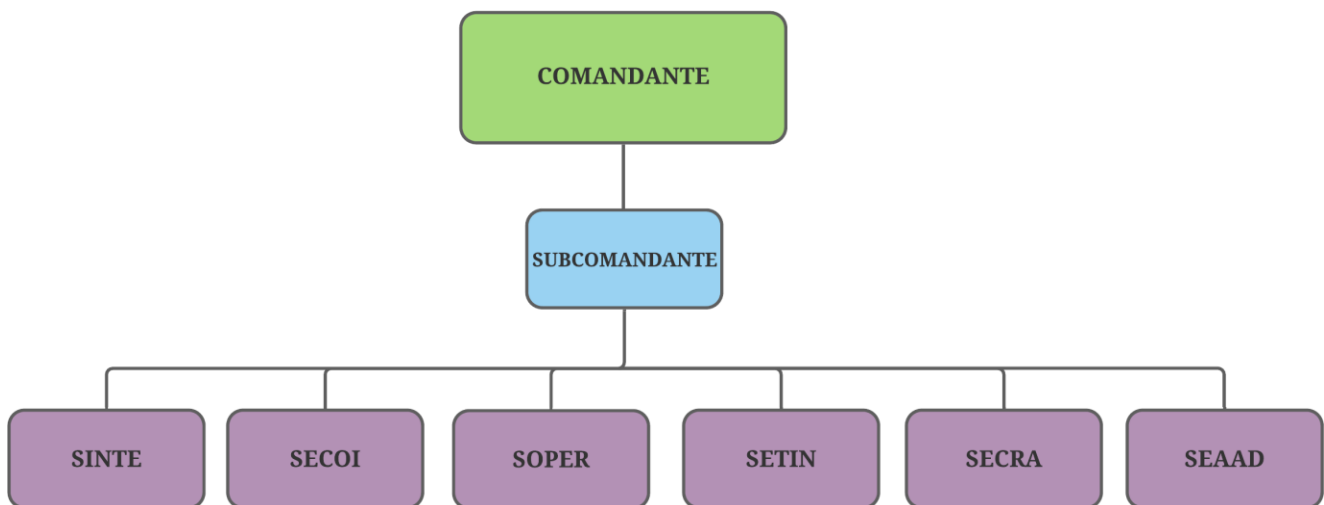 COMANDANTE
SUBCOMANDANTE
SINTE
SECOI
SOPER
SETIN
SECRA
SEAAD